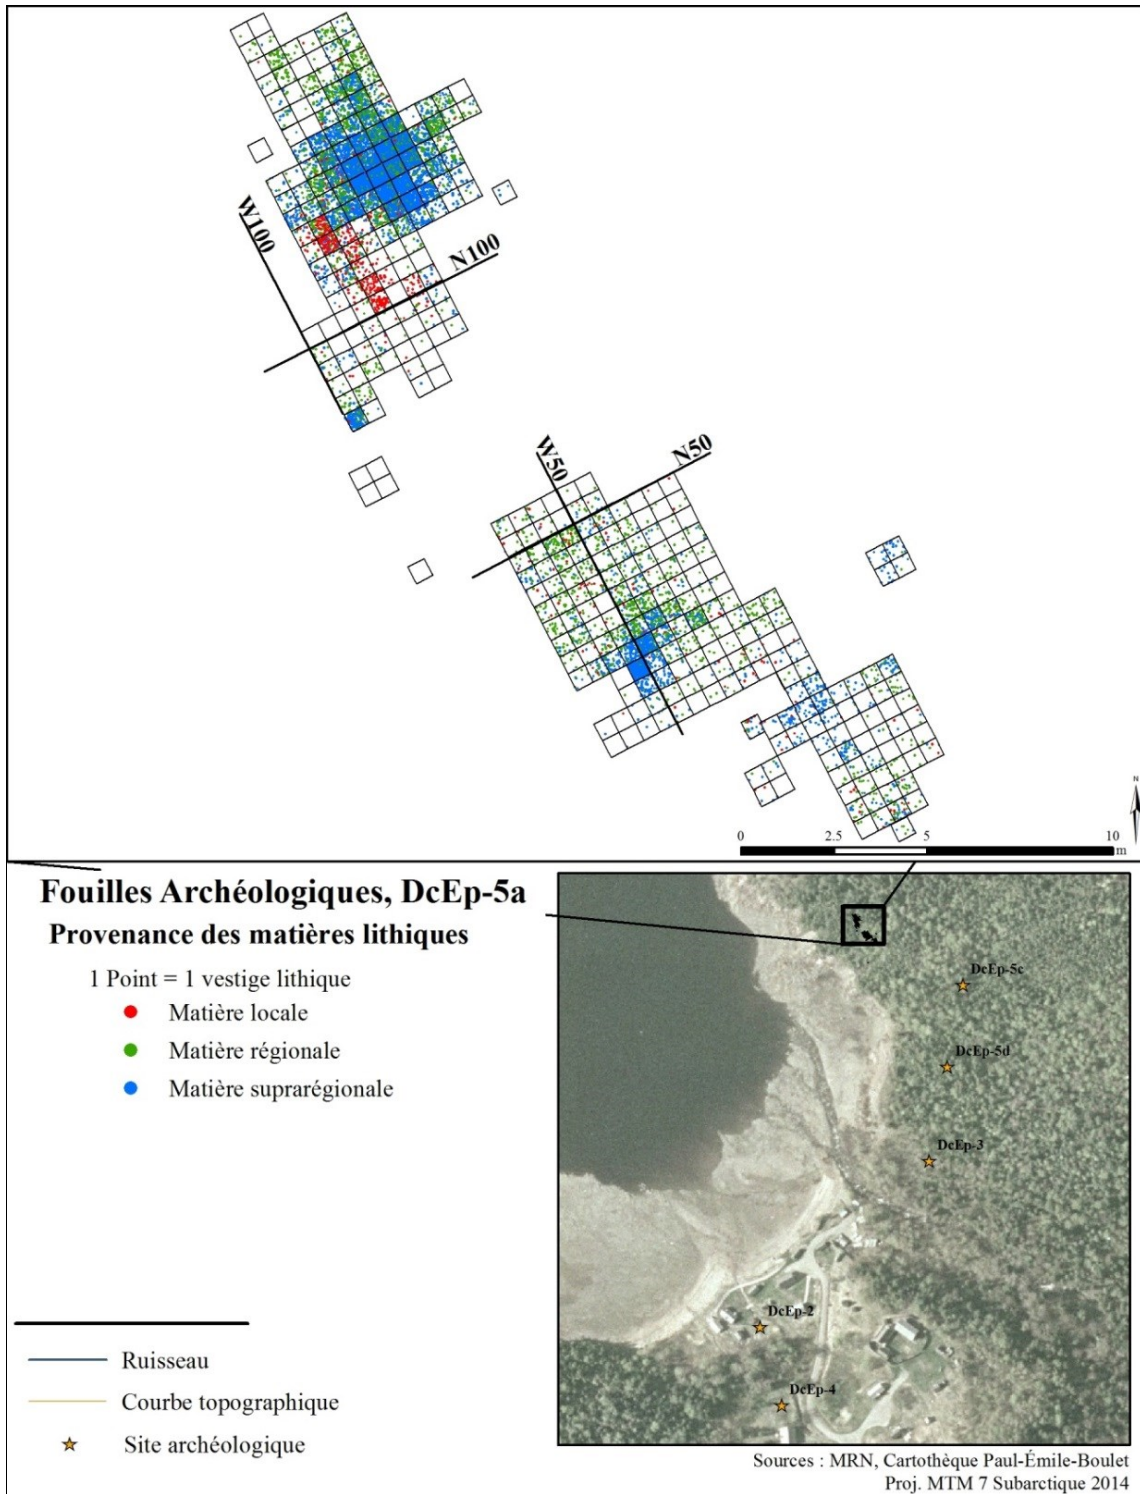 W100
N100
W50
N50
N
0 2.5 5 10
m
Fouilles Archéologiques, DcEp-5a
Provenance des matières lithiques
1 Point = 1 vestige lithique
Matière locale
Matière régionale
Matière suprarégionale
DcEp-5c
DcEp-5d
DcEp-3
DcEp-2
DcEp-4
Ruisseau
Courbe topographique
Site archéologique
Sources : MRN, Cartothèque Paul-Émile-Boulet
Proj. MTM 7 Subarctique 2014